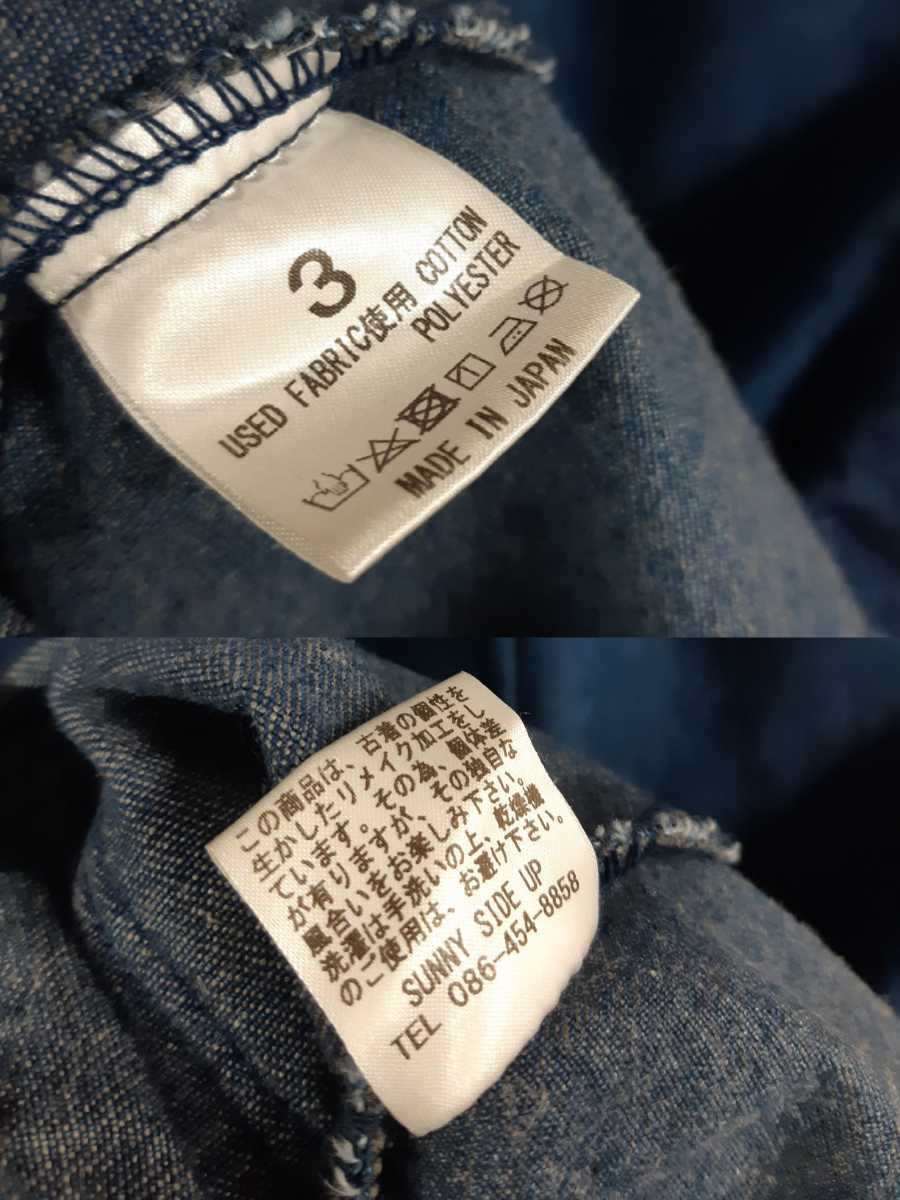 3
USED FABRIC使用 COTTON
POLYESTER
MADE IN JAPAN
この商品は、古着の個性を
生かしたリメイク加工をし
ています。その為、個体差
が有りますが、その独自な
風合いをお楽しみ下さい。
洗濯は手洗いの上、乾燥機
のご使用は、お避け下さい。
SUNNY SIDE UP
TEL 086-454-8858